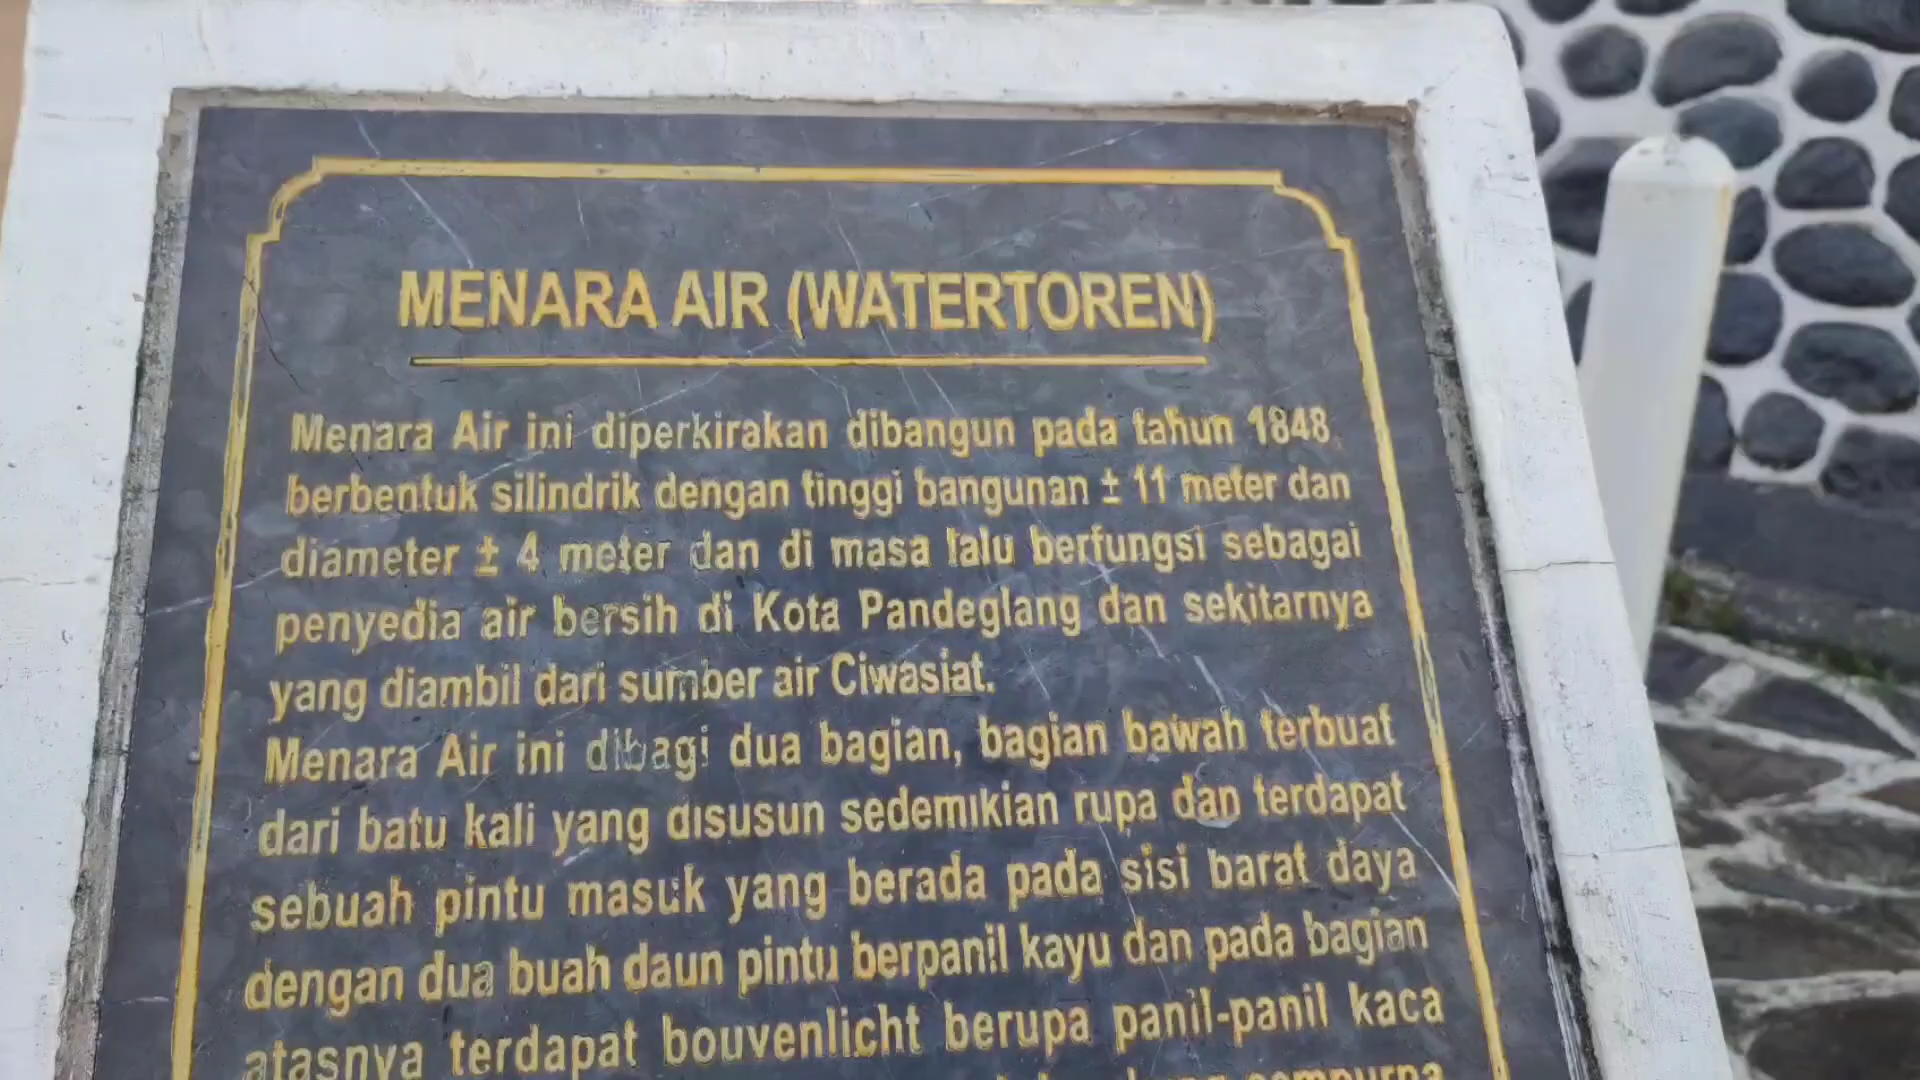 MENARA AIR (WATERTOREN)
Menara Air ini diperkirakan dibangun pada tahun 1848,
berbentuk silindrik dengan tinggi bangunan ± 11 meter dan
diameter ± 4 meter dan di masa lalu berfungsi sebagai
penyedia air bersih di Kota Pandeglang dan sekitarnya
yang diambil dari sumber air Ciwasiat.
Menara Air ini dibagi dua bagian, bagian bawah terbuat
dari batu kali yang disusun sedemikian rupa dan terdapat
sebuah pintu masuk yang berada pada sisi barat daya
dengan dua buah daun pintu berpanil kayu dan pada bagian
atasnya terdapat bouvenlicht berupa panil-panil kaca
sempurna